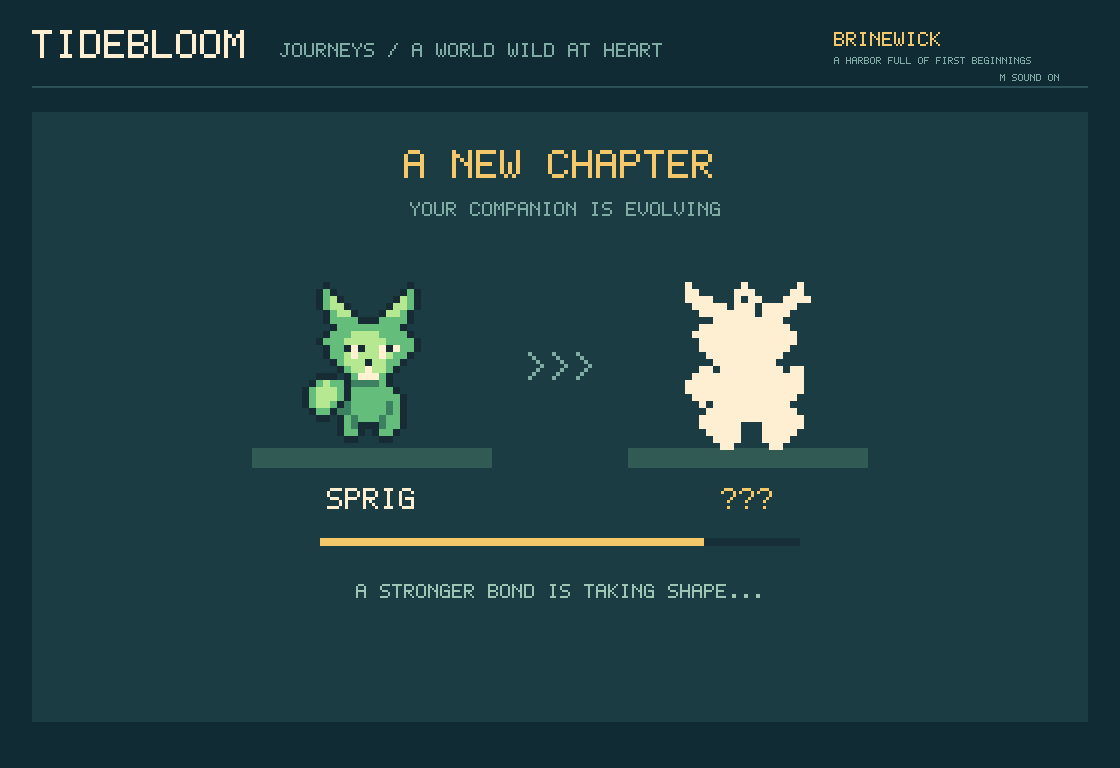 TIDEBLOOM
JOURNEYS / A WORLD WILD AT HEART
BRINEWICK
A HARBOR FULL OF FIRST BEGINNINGS
M SOUND ON
A NEW CHAPTER
YOUR COMPANION IS EVOLVING
>>>
SPRIG
???
A STRONGER BOND IS TAKING SHAPE...